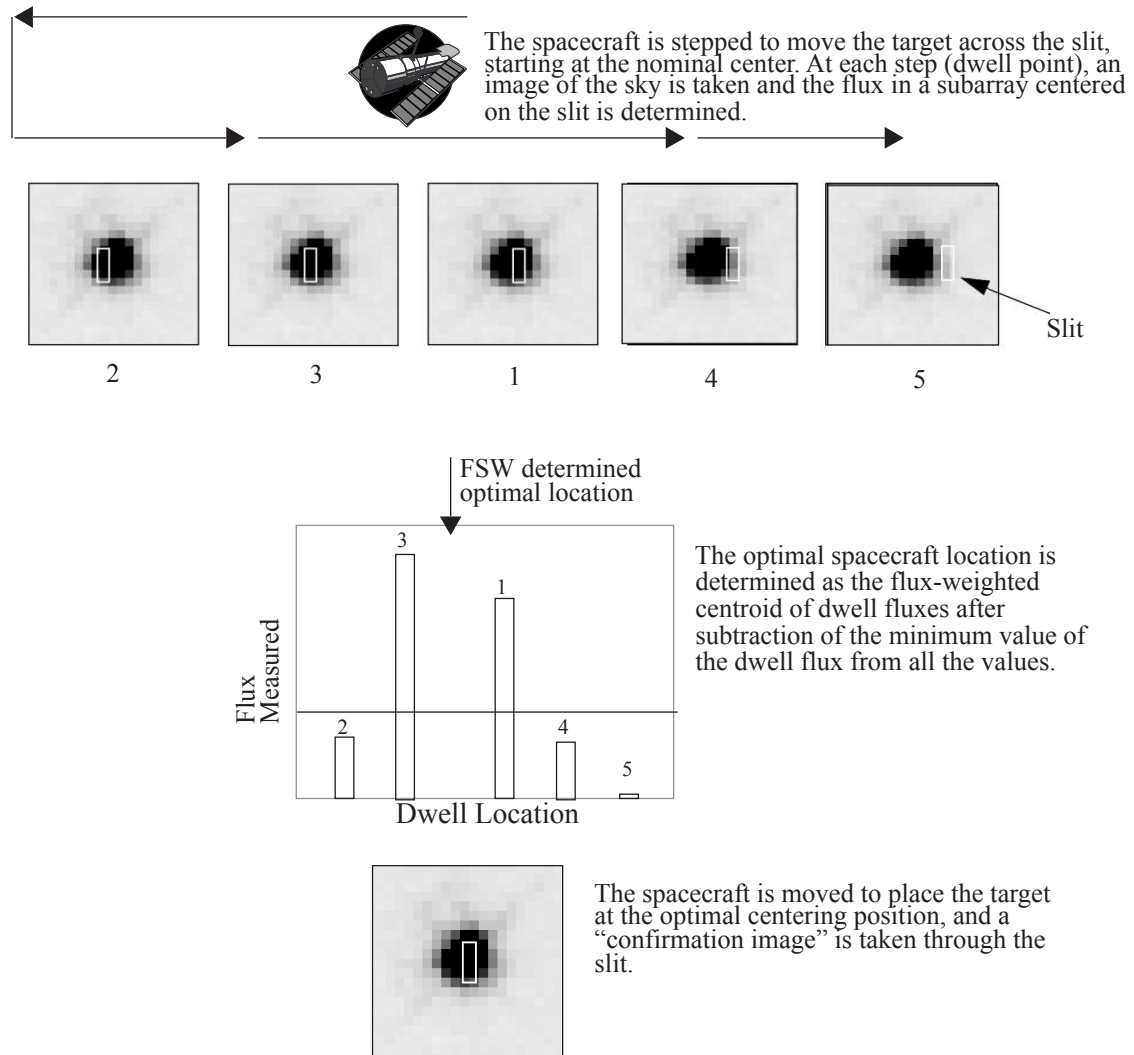 The spacecraft is stepped to move the target across the slit,
starting at the nominal center. At each step (dwell point), an
image of the sky is taken and the flux in a subarray centered
on the slit is determined.
Slit
2 3 1 4 5
FSW determined
optimal location
3
1
2
4
5
Flux
Measured
Dwell Location
The optimal spacecraft location is
determined as the flux-weighted
centroid of dwell fluxes after
subtraction of the minimum value of
the dwell flux from all the values.
The spacecraft is moved to place the target
at the optimal centering position, and a
“confirmation image” is taken through the
slit.